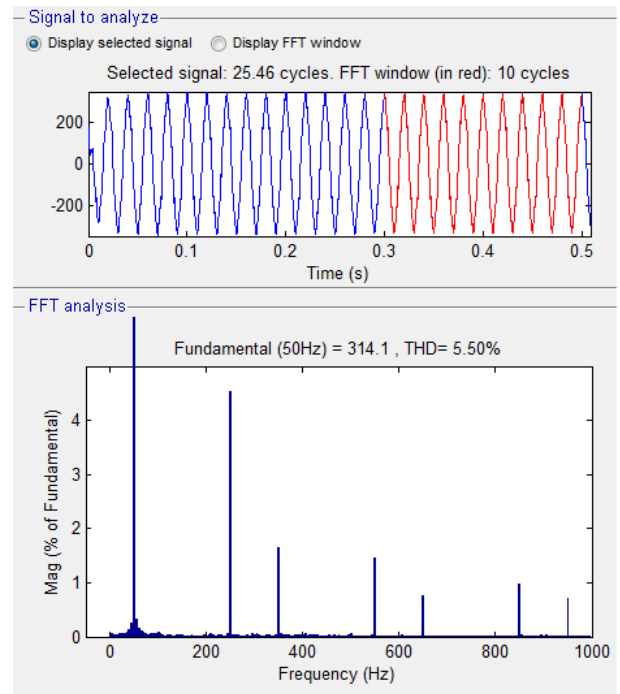 Signal to analyze
Display selected signal Display FFT window
Selected signal: 25.46 cycles. FFT window (in red): 10 cycles
200
0
-200
0 0.1 0.2 0.3 0.4 0.5
Time (s)
FFT analysis
Fundamental (50Hz) = 314.1 , THD= 5.50%
Mag (% of Fundamental)
4
3
2
1
0
0 200 400 600 800 1000
Frequency (Hz)